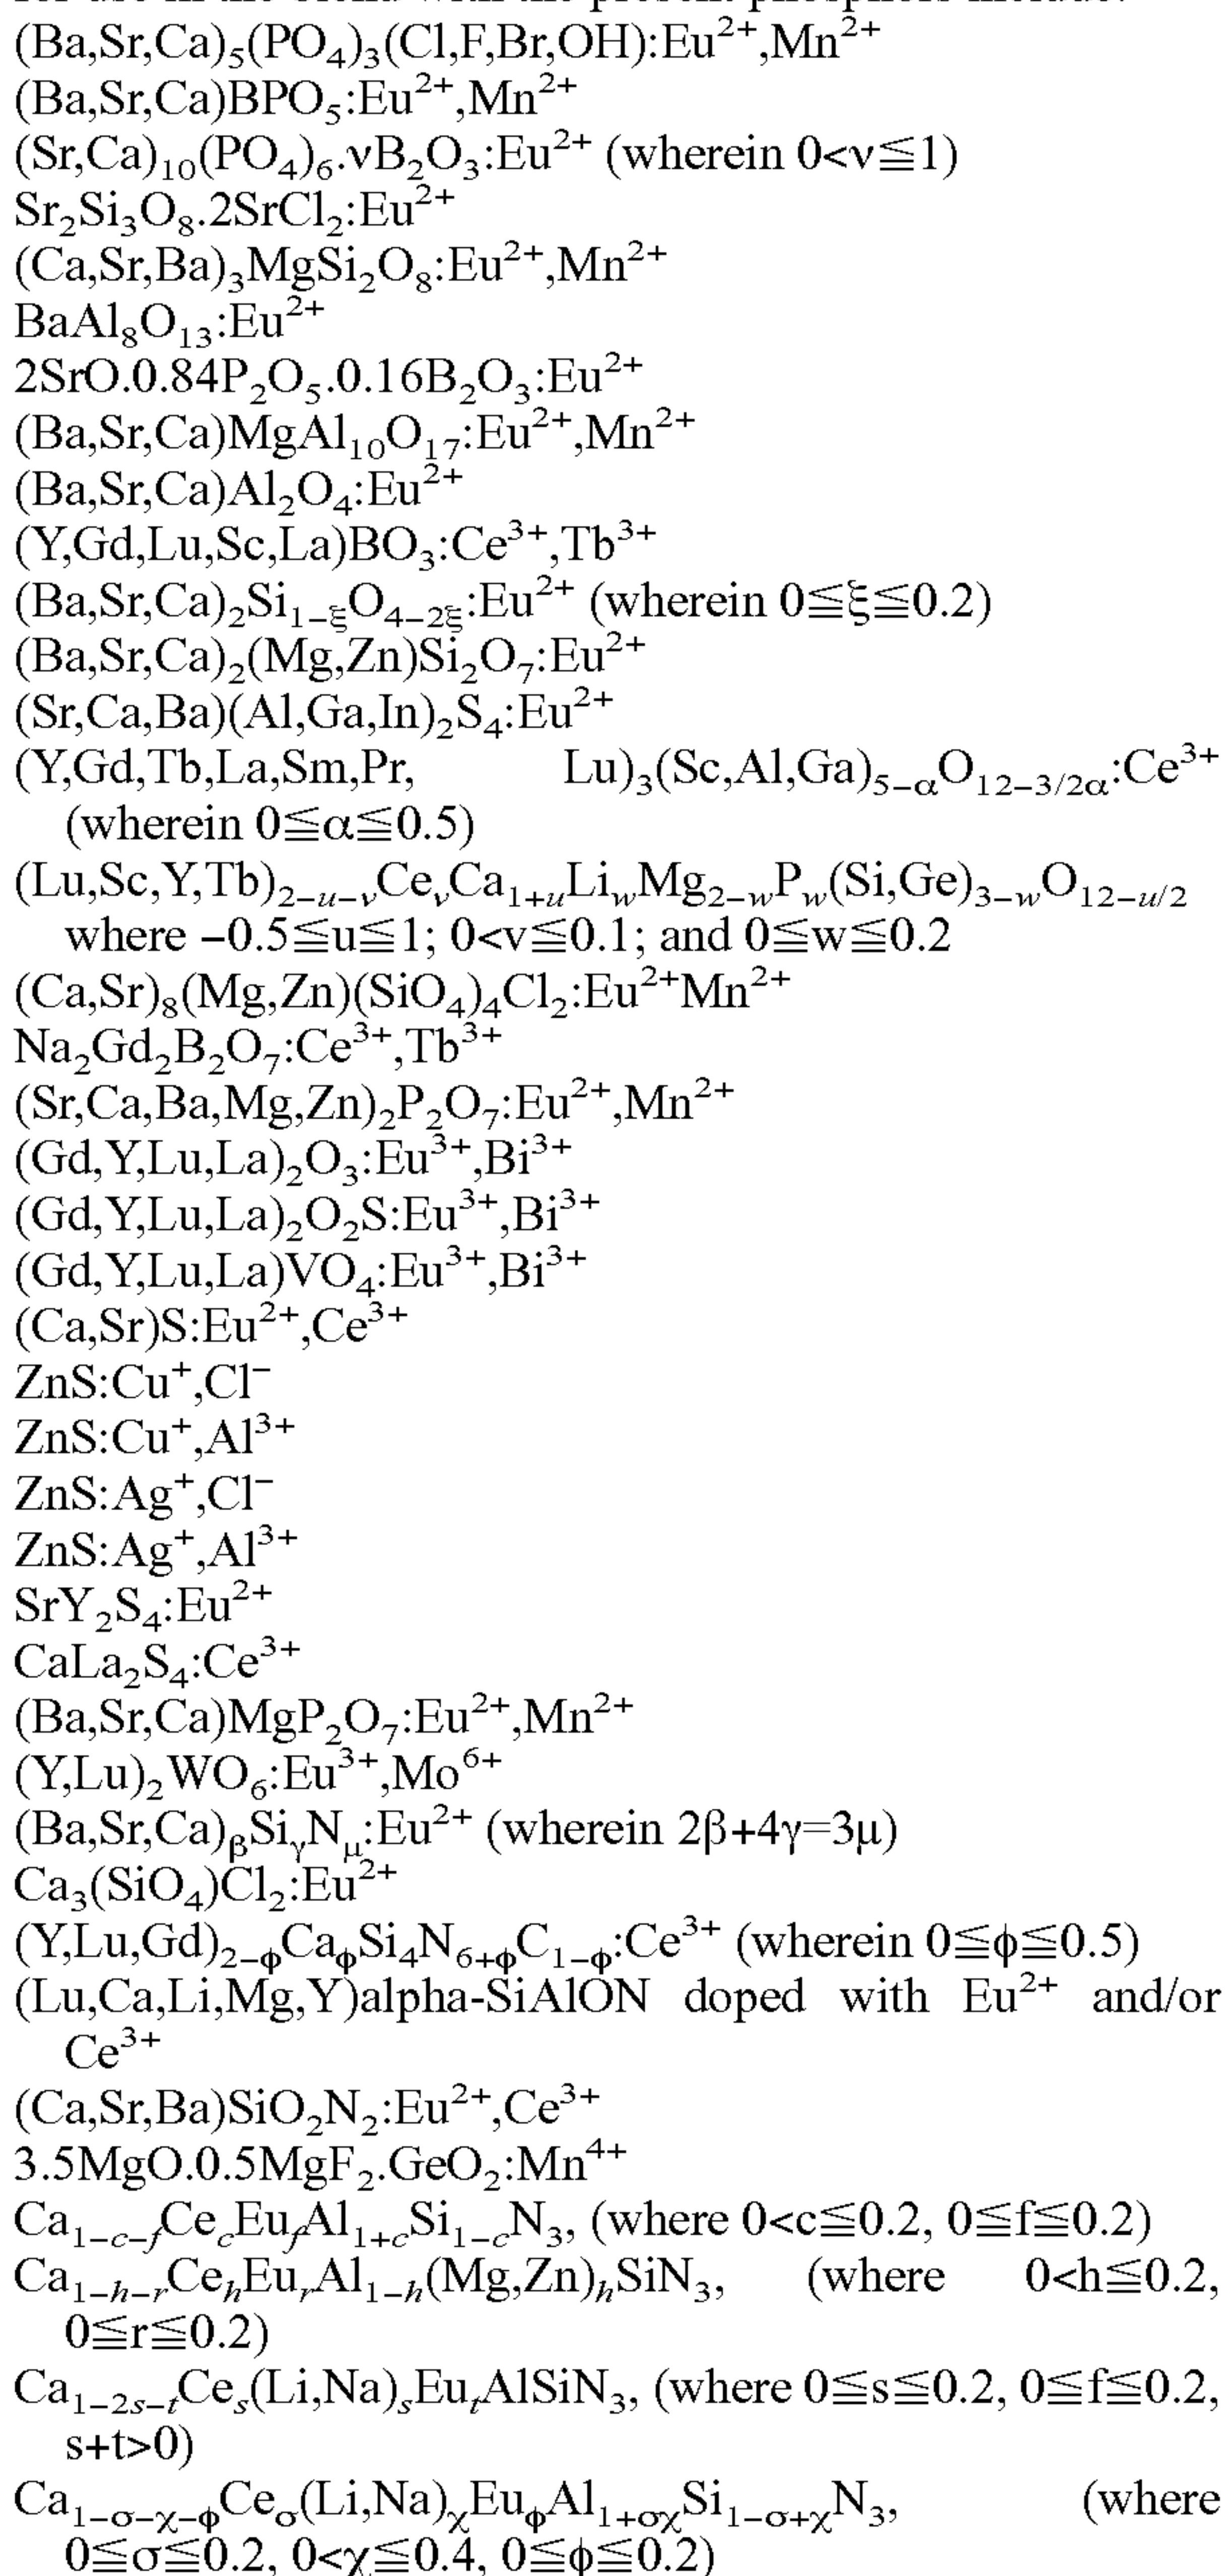 (Ba,Sr,Ca)₅(PO₄)₃(Cl,F,Br,OH):Eu²⁺,Mn²⁺
(Ba,Sr,Ca)BPO₅:Eu²⁺,Mn²⁺
(Sr,Ca)₁₀(PO₄)₆.νB₂O₃:Eu²⁺ (wherein 0<ν≦1)
Sr₂Si₃O₈.2SrCl₂:Eu²⁺
(Ca,Sr,Ba)₃MgSi₂O₈:Eu²⁺,Mn²⁺
BaAl₈O₁₃:Eu²⁺
2SrO.0.84P₂O₅.0.16B₂O₃:Eu²⁺
(Ba,Sr,Ca)MgAl₁₀O₁₇:Eu²⁺,Mn²⁺
(Ba,Sr,Ca)Al₂O₄:Eu²⁺
(Y,Gd,Lu,Sc,La)BO₃:Ce³⁺,Tb³⁺
(Ba,Sr,Ca)₂Si₁₋ξO₄₋₂ξ:Eu²⁺ (wherein 0≦ξ≦0.2)
(Ba,Sr,Ca)₂(Mg,Zn)Si₂O₇:Eu²⁺
(Sr,Ca,Ba)(Al,Ga,In)₂S₄:Eu²⁺
(Y,Gd,Tb,La,Sm,Pr, Lu)₃(Sc,Al,Ga)₅₋αO₁₂₋₃/₂α:Ce³⁺
(wherein 0≦α≦0.5)
(Lu,Sc,Y,Tb)₂₋u₋vCevCa₁₊uLiwMg₂₋wPw(Si,Ge)₃₋wO₁₂₋u/₂
where −0.5≦u≦1; 0<v≦0.1; and 0≦w≦0.2
(Ca,Sr)₈(Mg,Zn)(SiO₄)₄Cl₂:Eu²⁺Mn²⁺
Na₂Gd₂B₂O₇:Ce³⁺,Tb³⁺
(Sr,Ca,Ba,Mg,Zn)₂P₂O₇:Eu²⁺,Mn²⁺
(Gd,Y,Lu,La)₂O₃:Eu³⁺,Bi³⁺
(Gd,Y,Lu,La)₂O₂S:Eu³⁺,Bi³⁺
(Gd,Y,Lu,La)VO₄:Eu³⁺,Bi³⁺
(Ca,Sr)S:Eu²⁺,Ce³⁺
ZnS:Cu⁺,Cl⁻
ZnS:Cu⁺,Al³⁺
ZnS:Ag⁺,Cl⁻
ZnS:Ag⁺,Al³⁺
SrY₂S₄:Eu²⁺
CaLa₂S₄:Ce³⁺
(Ba,Sr,Ca)MgP₂O₇:Eu²⁺,Mn²⁺
(Y,Lu)₂WO₆:Eu³⁺,Mo⁶⁺
(Ba,Sr,Ca)βSiγNμ:Eu²⁺ (wherein 2β+4γ=3μ)
Ca₃(SiO₄)Cl₂:Eu²⁺
(Y,Lu,Gd)₂₋ϕCaϕSi₄N₆₊ϕC₁₋ϕ:Ce³⁺ (wherein 0≦ϕ≦0.5)
(Lu,Ca,Li,Mg,Y)alpha-SiAlON doped with Eu²⁺ and/or
Ce³⁺
(Ca,Sr,Ba)SiO₂N₂:Eu²⁺,Ce³⁺
3.5MgO.0.5MgF₂.GeO₂:Mn⁴⁺
Ca₁₋c₋fCecEufAl₁₊cSi₁₋cN₃, (where 0<c≦0.2, 0≦f≦0.2)
Ca₁₋h₋rCehEurAl₁₋h(Mg,Zn)hSiN₃, (where 0<h≦0.2,
0≦r≦0.2)
Ca₁₋₂s₋tCes(Li,Na)sEutAlSiN₃, (where 0≦s≦0.2, 0≦f≦0.2,
s+t>0)
Ca₁₋σ₋χ₋ϕCeσ(Li,Na)χEuϕAl₁₊σχSi₁₋σ₊χN₃, (where
0≦σ≦0.2, 0<χ≦0.4, 0≦ϕ≦0.2)